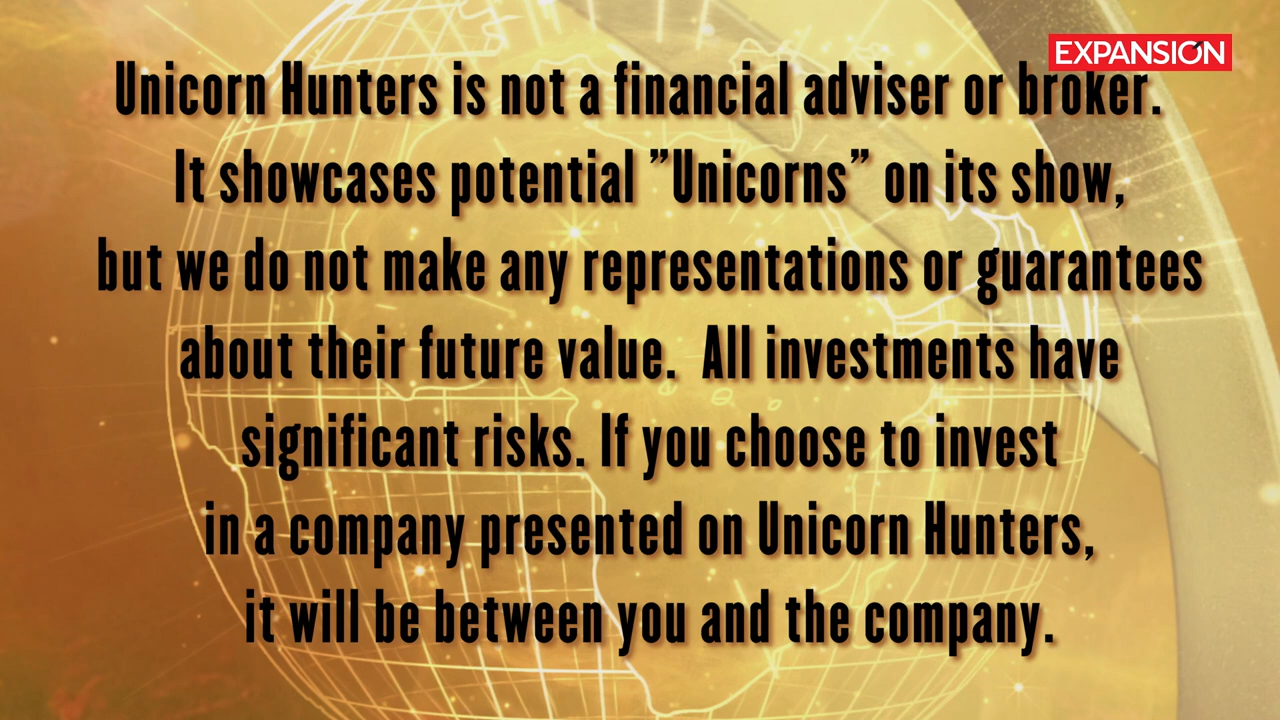 EXPANSIÓN
Unicorn Hunters is not a financial adviser or broker.
It showcases potential ”Unicorns” on its show,
but we do not make any representations or guarantees
about their future value. All investments have
significant risks. If you choose to invest
in a company presented on Unicorn Hunters,
it will be between you and the company.